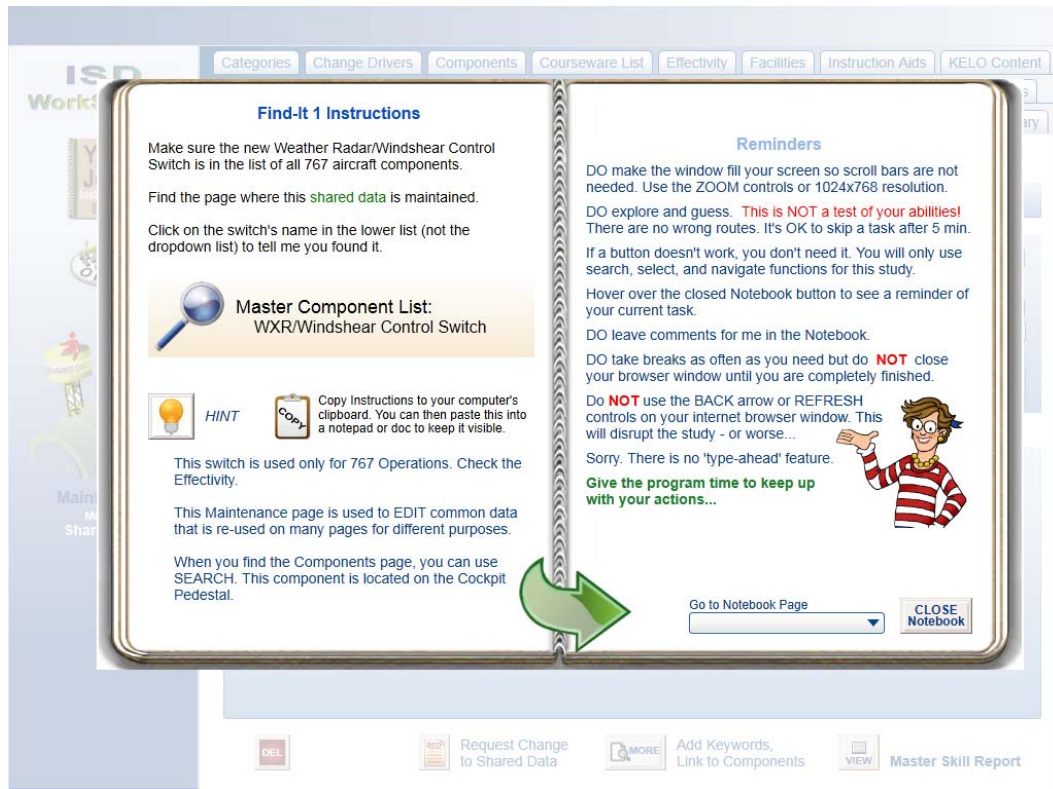 Categories
Change Drivers
Components
Courseware List
Effectivity
Facilities
Instruction Aids
KELO Content
ISD
Find-It 1 Instructions
Make sure the new Weather Radar/Windshear Control
Switch is in the list of all 767 aircraft components.
Find the page where this shared data is maintained.
Click on the switch's name in the lower list (not the
dropdown list) to tell me you found it.
Master Component List:
WXR/Windshear Control Switch
HINT
COPY
Copy Instructions to your computer's
clipboard. You can then paste this into
a notepad or doc to keep it visible.
This switch is used only for 767 Operations. Check the
Effectivity.
This Maintenance page is used to EDIT common data
that is re-used on many pages for different purposes.
When you find the Components page, you can use
SEARCH. This component is located on the Cockpit
Pedestal.
Reminders
DO make the window fill your screen so scroll bars are not
needed. Use the ZOOM controls or 1024x768 resolution.
DO explore and guess. This is NOT a test of your abilities!
There are no wrong routes. It's OK to skip a task after 5 min.
If a button doesn't work, you don't need it. You will only use
search, select, and navigate functions for this study.
Hover over the closed Notebook button to see a reminder of
your current task.
DO leave comments for me in the Notebook.
DO take breaks as often as you need but do NOT close
your browser window until you are completely finished.
Do NOT use the BACK arrow or REFRESH
controls on your internet browser window. This
will disrupt the study - or worse...
Sorry. There is no 'type-ahead' feature.
Give the program time to keep up
with your actions...
Go to Notebook Page
CLOSE
Notebook
SHARED DATA
DEL
REQ
Request Change
to Shared Data
MORE
Add Keywords,
Link to Components
VIEW
Master Skill Report